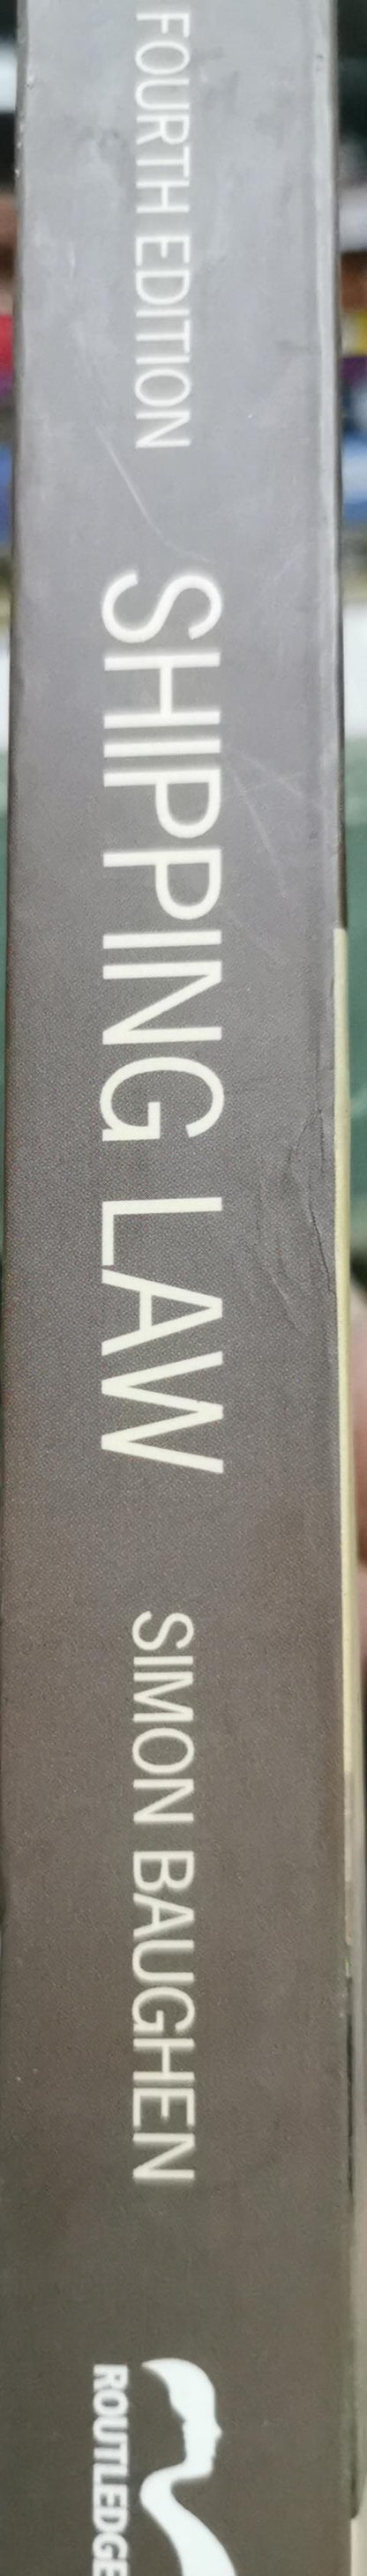 FOURTH EDITION
SHIPPING LAW
SIMON BAUGHEN
ROUTLEDGE